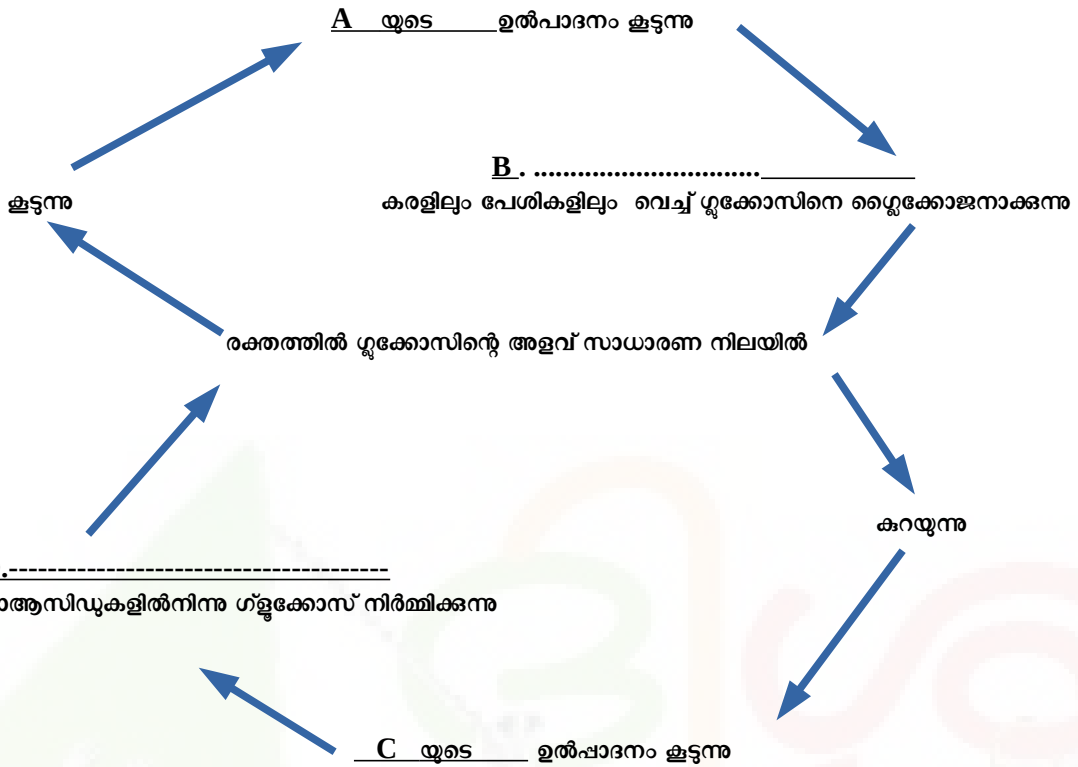 A യുടെ ഉൽപാദനം കൂടുന്നു
B . ..............................
കൂടുന്നു
കരളിലും പേശികളിലും വെച്ച് ഗ്ലൂക്കോസിനെ ഗ്ലൈക്കോജനാക്കുന്നു
രക്തത്തിൽ ഗ്ലൂക്കോസിന്റെ അളവ് സാധാരണ നിലയിൽ
കുറയുന്നു
.---------------------------------------
ആസിഡുകളിൽനിന്നു ഗ്ളൂക്കോസ് നിർമ്മിക്കുന്നു
C യുടെ ഉൽപ്പാദനം കൂടുന്നു